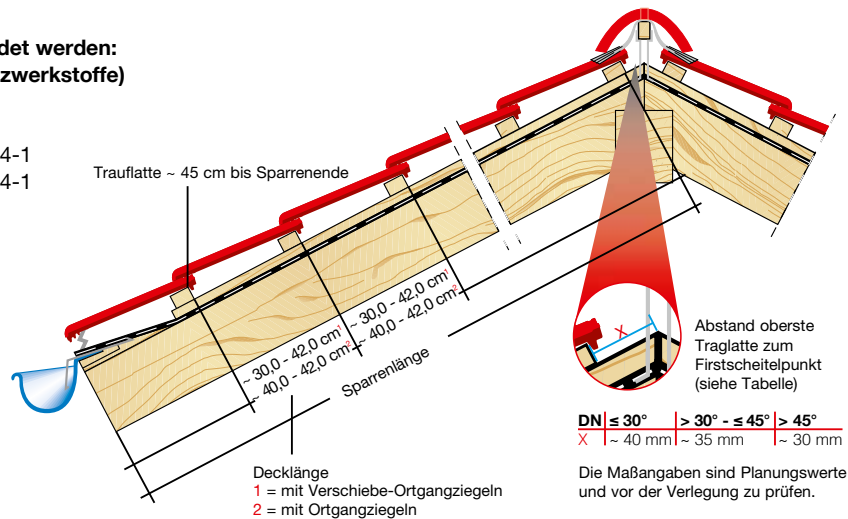 det werden:
zwerkstoffe)
4-1
4-1
Trauflatte ~ 45 cm bis Sparrenende
~ 30,0 - 42,0 cm¹
~ 40,0 - 42,0 cm²
~ 30,0 - 42,0 cm¹
~ 40,0 - 42,0 cm²
Sparrenlänge
X
Abstand oberste
Traglatte zum
Firstscheitelpunkt
(siehe Tabelle)
DN ≤ 30° > 30° - ≤ 45° > 45°
X ~ 40 mm ~ 35 mm ~ 30 mm
Decklänge
1 = mit Verschiebe-Ortgangziegeln
2 = mit Ortgangziegeln
Die Maßangaben sind Planungswerte
und vor der Verlegung zu prüfen.